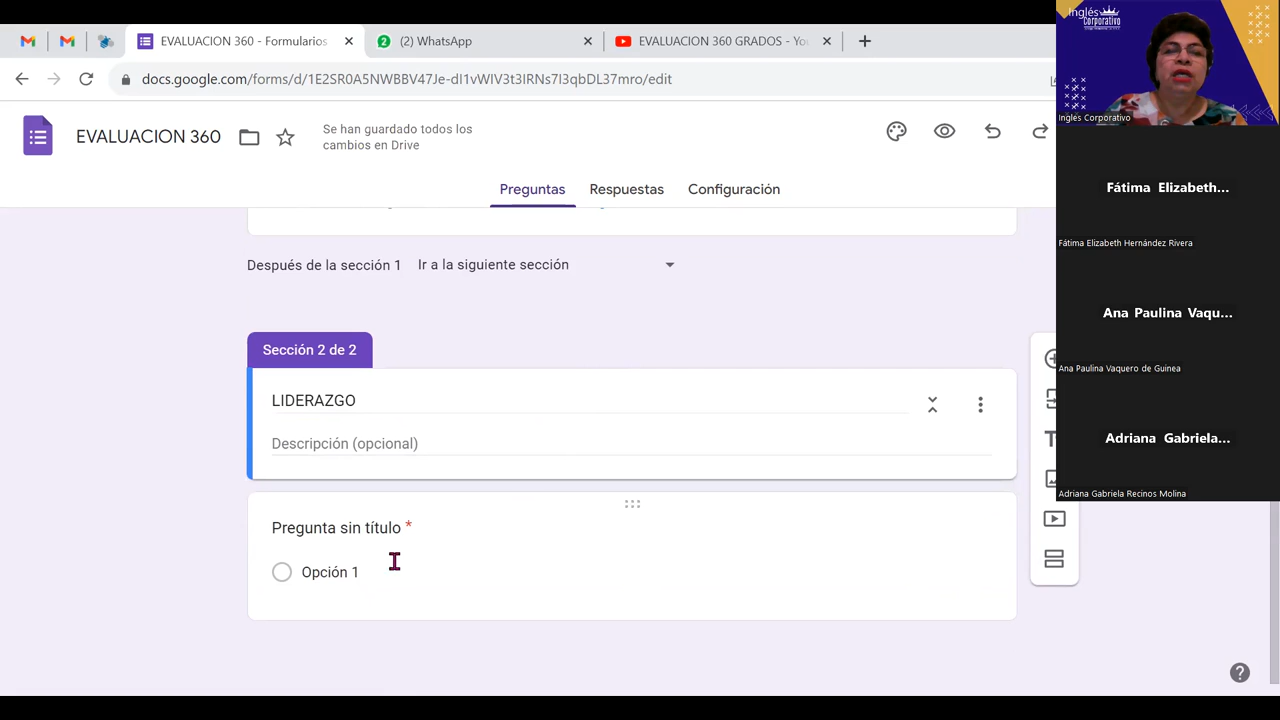 EVALUACION 360 - Formularios
(2) WhatsApp
EVALUACION 360 GRADOS - You
docs.google.com/forms/d/1E2SR0A5NWBBV47Je-dI1vWIV3t3IRNs7I3qbDL37mro/edit
EVALUACION 360
Se han guardado todos los
cambios en Drive
Preguntas
Respuestas
Configuración
Después de la sección 1
Ir a la siguiente sección
Sección 2 de 2
LIDERAZGO
Descripción (opcional)
Pregunta sin título *
Opción 1
Inglés
Corporativo
Inglés Corporativo
Fátima Elizabeth...
Fátima Elizabeth Hernández Rivera
Ana Paulina Vaqu...
Ana Paulina Vaquero de Guinea
Adriana Gabriela...
Adriana Gabriela Recinos Molina